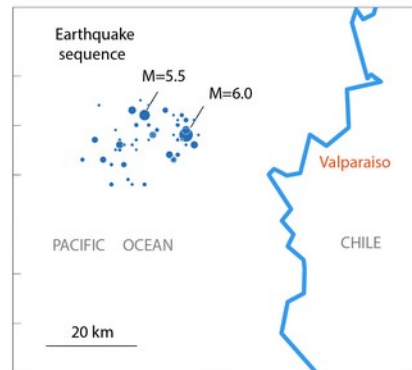 Earthquake
sequence
M=5.5
M=6.0
Valparaiso
PACIFIC OCEAN
CHILE
20 km